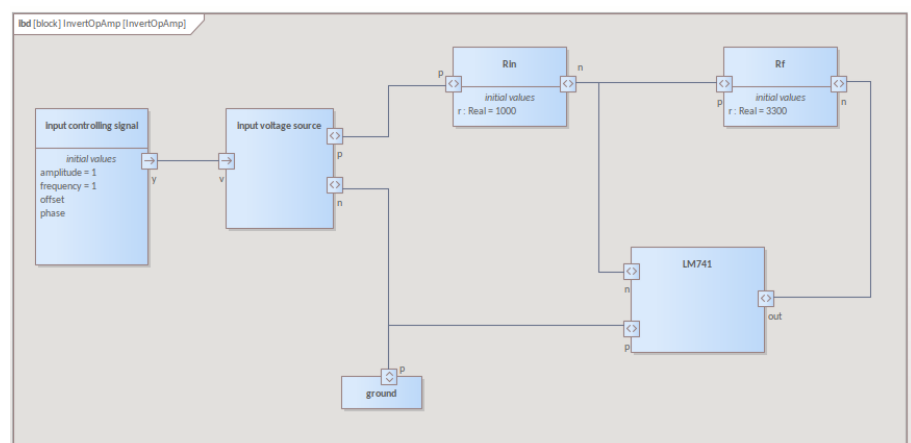 ibd [block] InvertOpAmp [InvertOpAmp]
Input controlling signal
initial values
amplitude = 1
frequency = 1
offset
phase
y
v
Input voltage source
p
n
p
RIn
n
initial values
r : Real = 1000
Rf
p
n
initial values
r : Real = 3300
LM741
n
p
out
p
ground